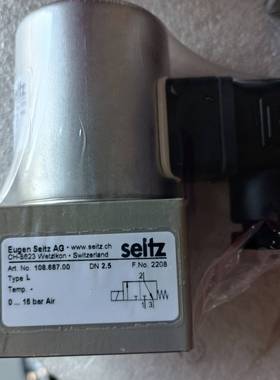 Eugen Seitz AG - www.seitz.ch
CH-8623 Wetzikon - Switzerland
seitz
Art. No. 108.687.00 DN 2.5 F.No. 2208
Type L
Temp. -
0 ... 16 bar Air
2
1 3